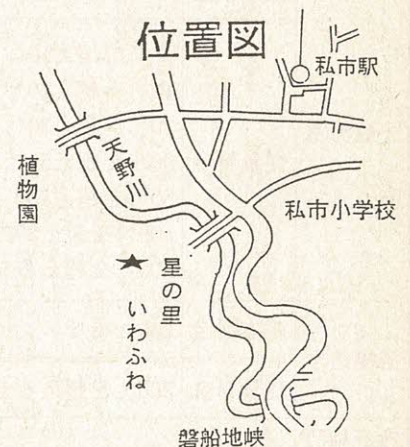 位置図
私市駅
天野川
植物園
私市小学校
星の里
いわふね
磐船地峡